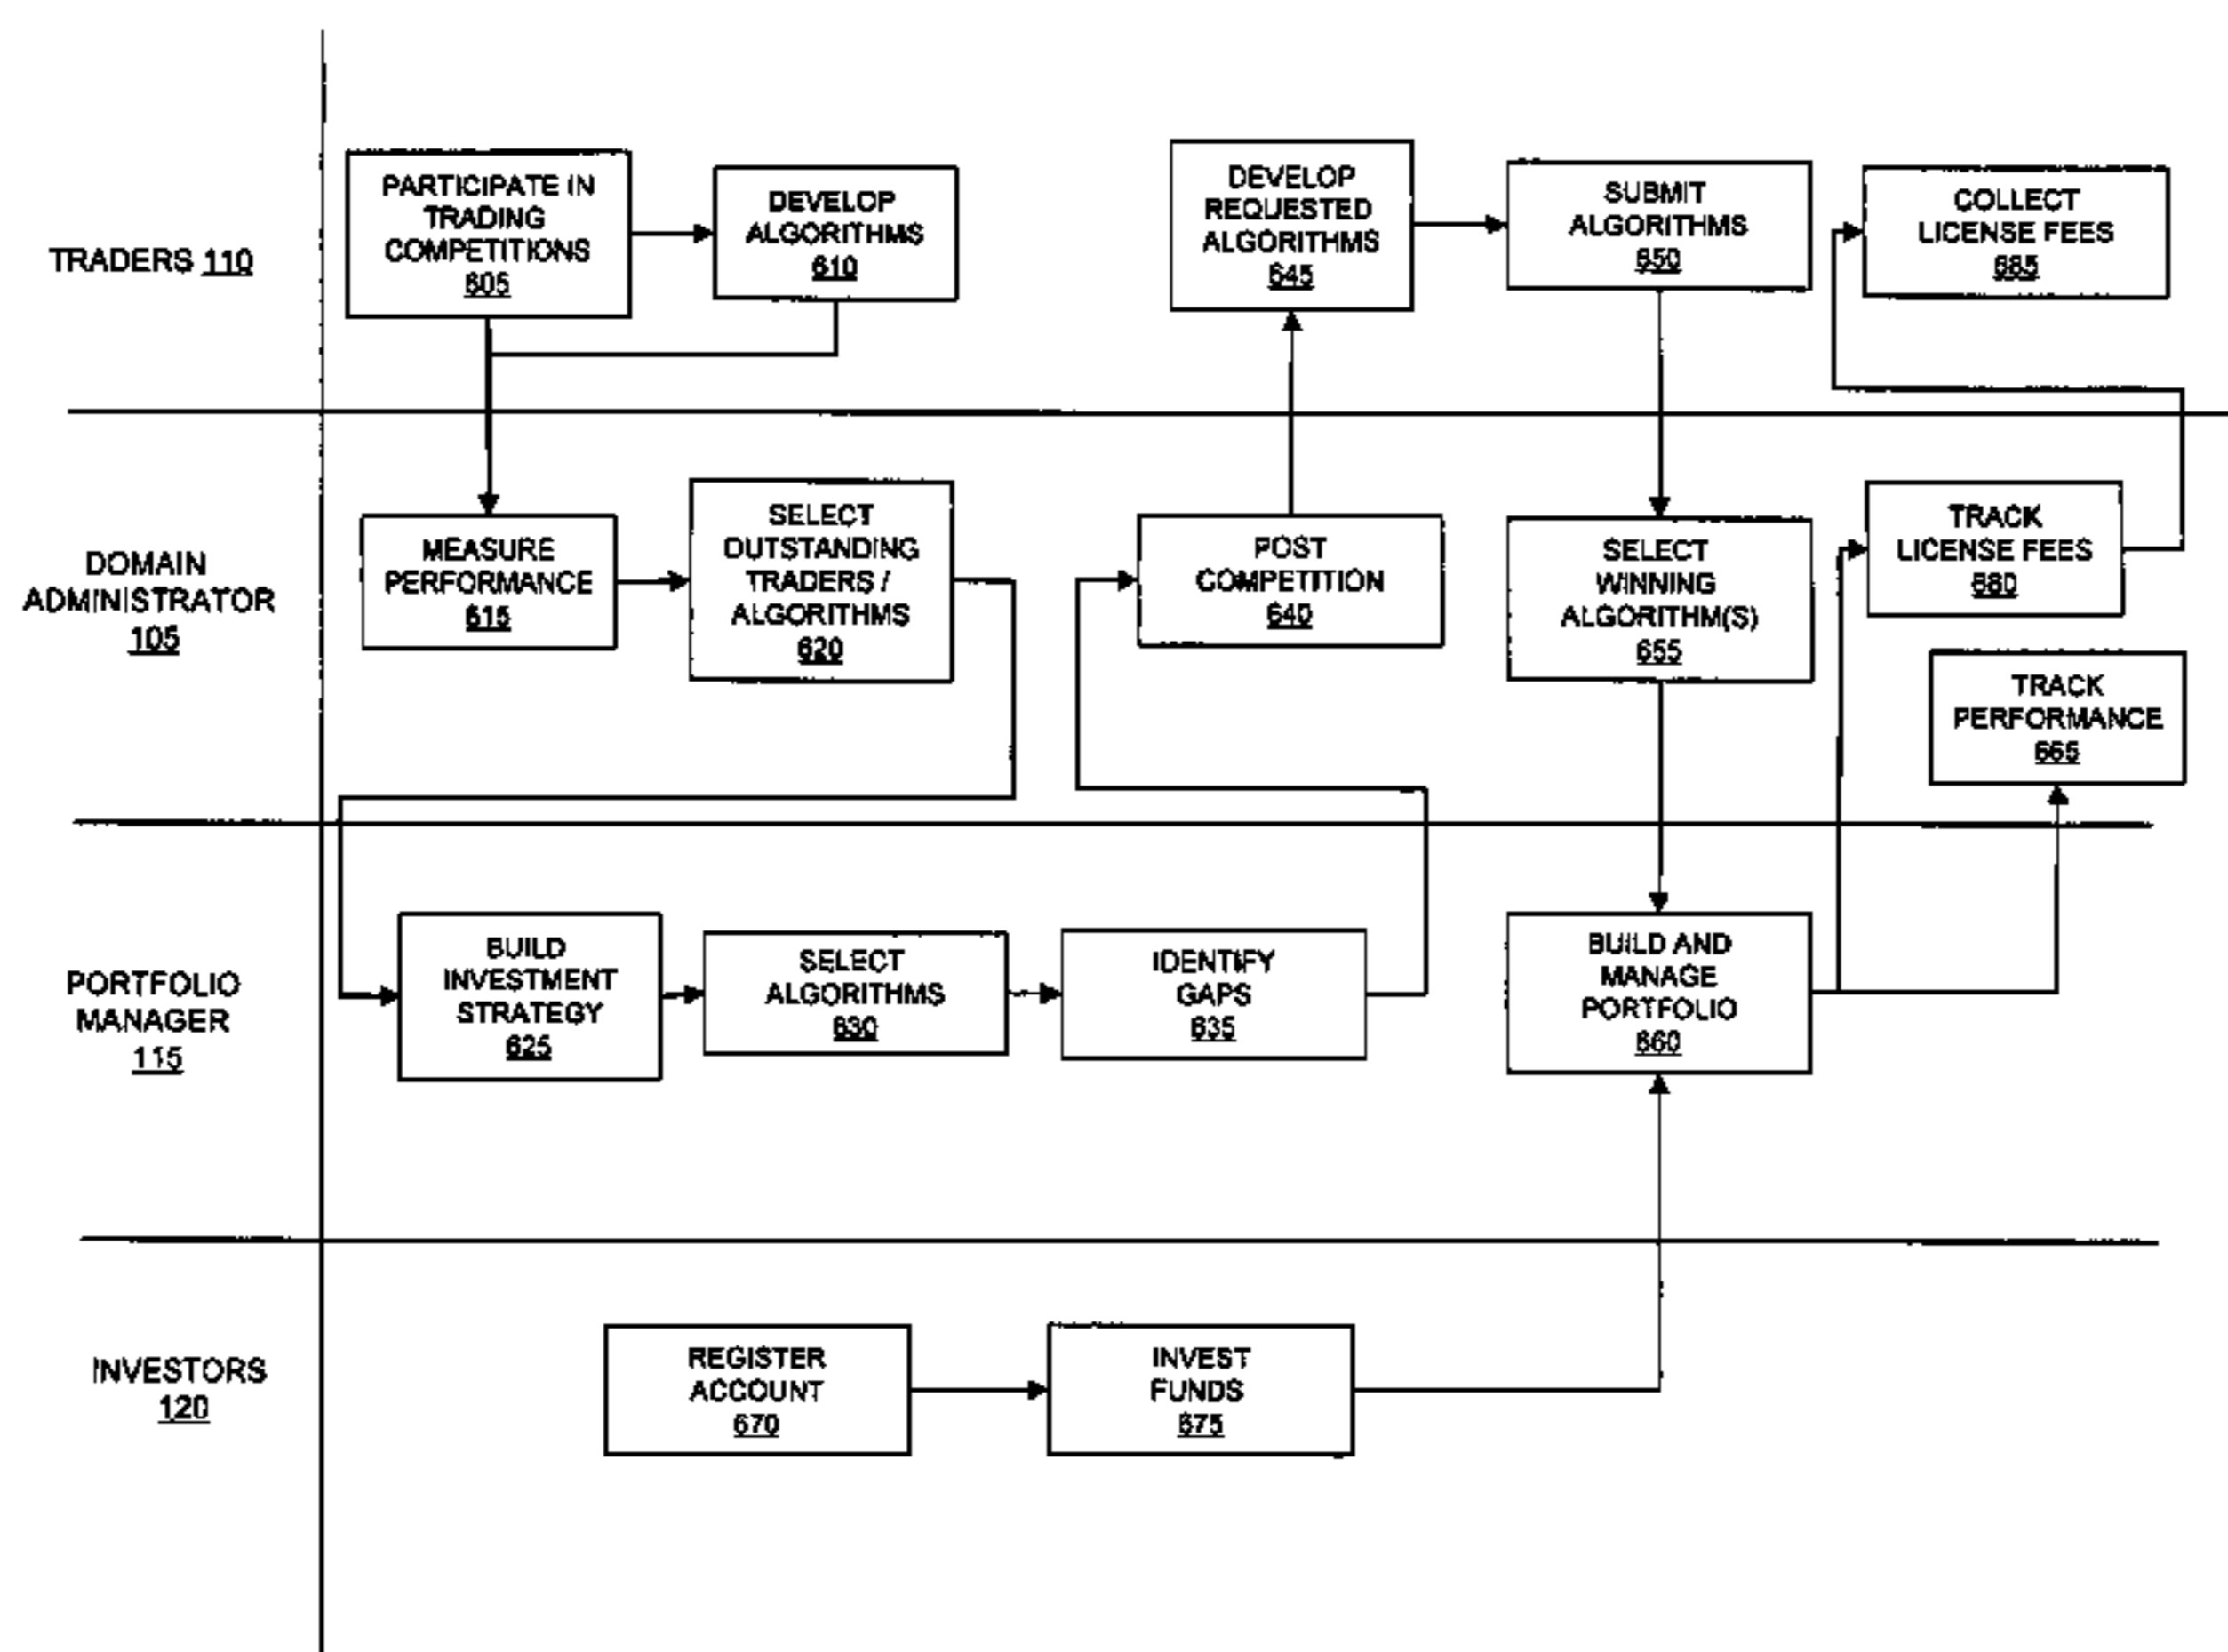 TRADERS 110
PARTICIPATE IN
TRADING
COMPETITIONS
605
DEVELOP
ALGORITHMS
610
DEVELOP
REQUESTED
ALGORITHMS
645
SUBMIT
ALGORITHMS
650
COLLECT
LICENSE FEES
685
DOMAIN
ADMINISTRATOR
105
MEASURE
PERFORMANCE
615
SELECT
OUTSTANDING
TRADERS /
ALGORITHMS
620
POST
COMPETITION
640
SELECT
WINNING
ALGORITHM(S)
655
TRACK
LICENSE FEES
680
TRACK
PERFORMANCE
665
PORTFOLIO
MANAGER
115
BUILD
INVESTMENT
STRATEGY
625
SELECT
ALGORITHMS
630
IDENTIFY
GAPS
635
BUILD AND
MANAGE
PORTFOLIO
660
INVESTORS
120
REGISTER
ACCOUNT
670
INVEST
FUNDS
675